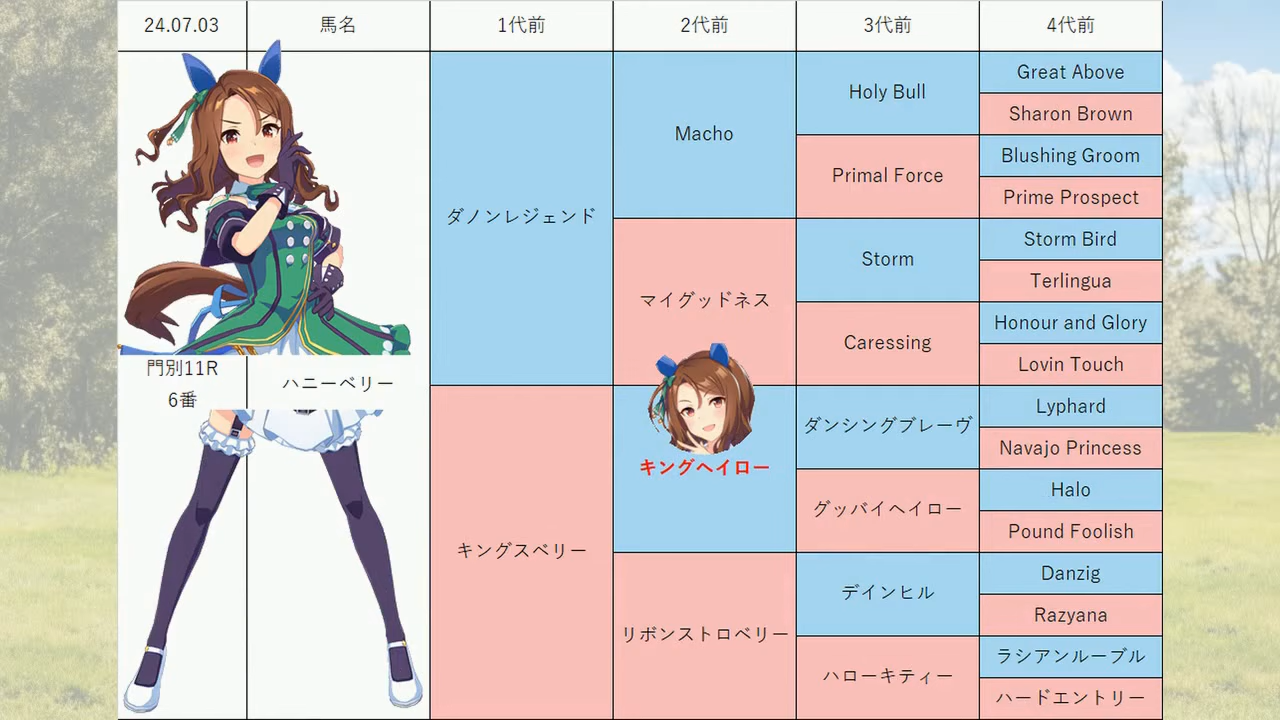 24.07.03
馬名
1代前
2代前
3代前
4代前
門別11R
6番
ハニーベリー
ダノンレジェンド
キングスベリー
Macho
マイグッドネス
キングヘイロー
リボンストロベリー
Holy Bull
Primal Force
Storm
Caressing
ダンシングブレーヴ
グッバイヘイロー
デインヒル
ハローキティー
Great Above
Sharon Brown
Blushing Groom
Prime Prospect
Storm Bird
Terlingua
Honour and Glory
Lovin Touch
Lyphard
Navajo Princess
Halo
Pound Foolish
Danzig
Razyana
ラシアンルーブル
ハードエントリー